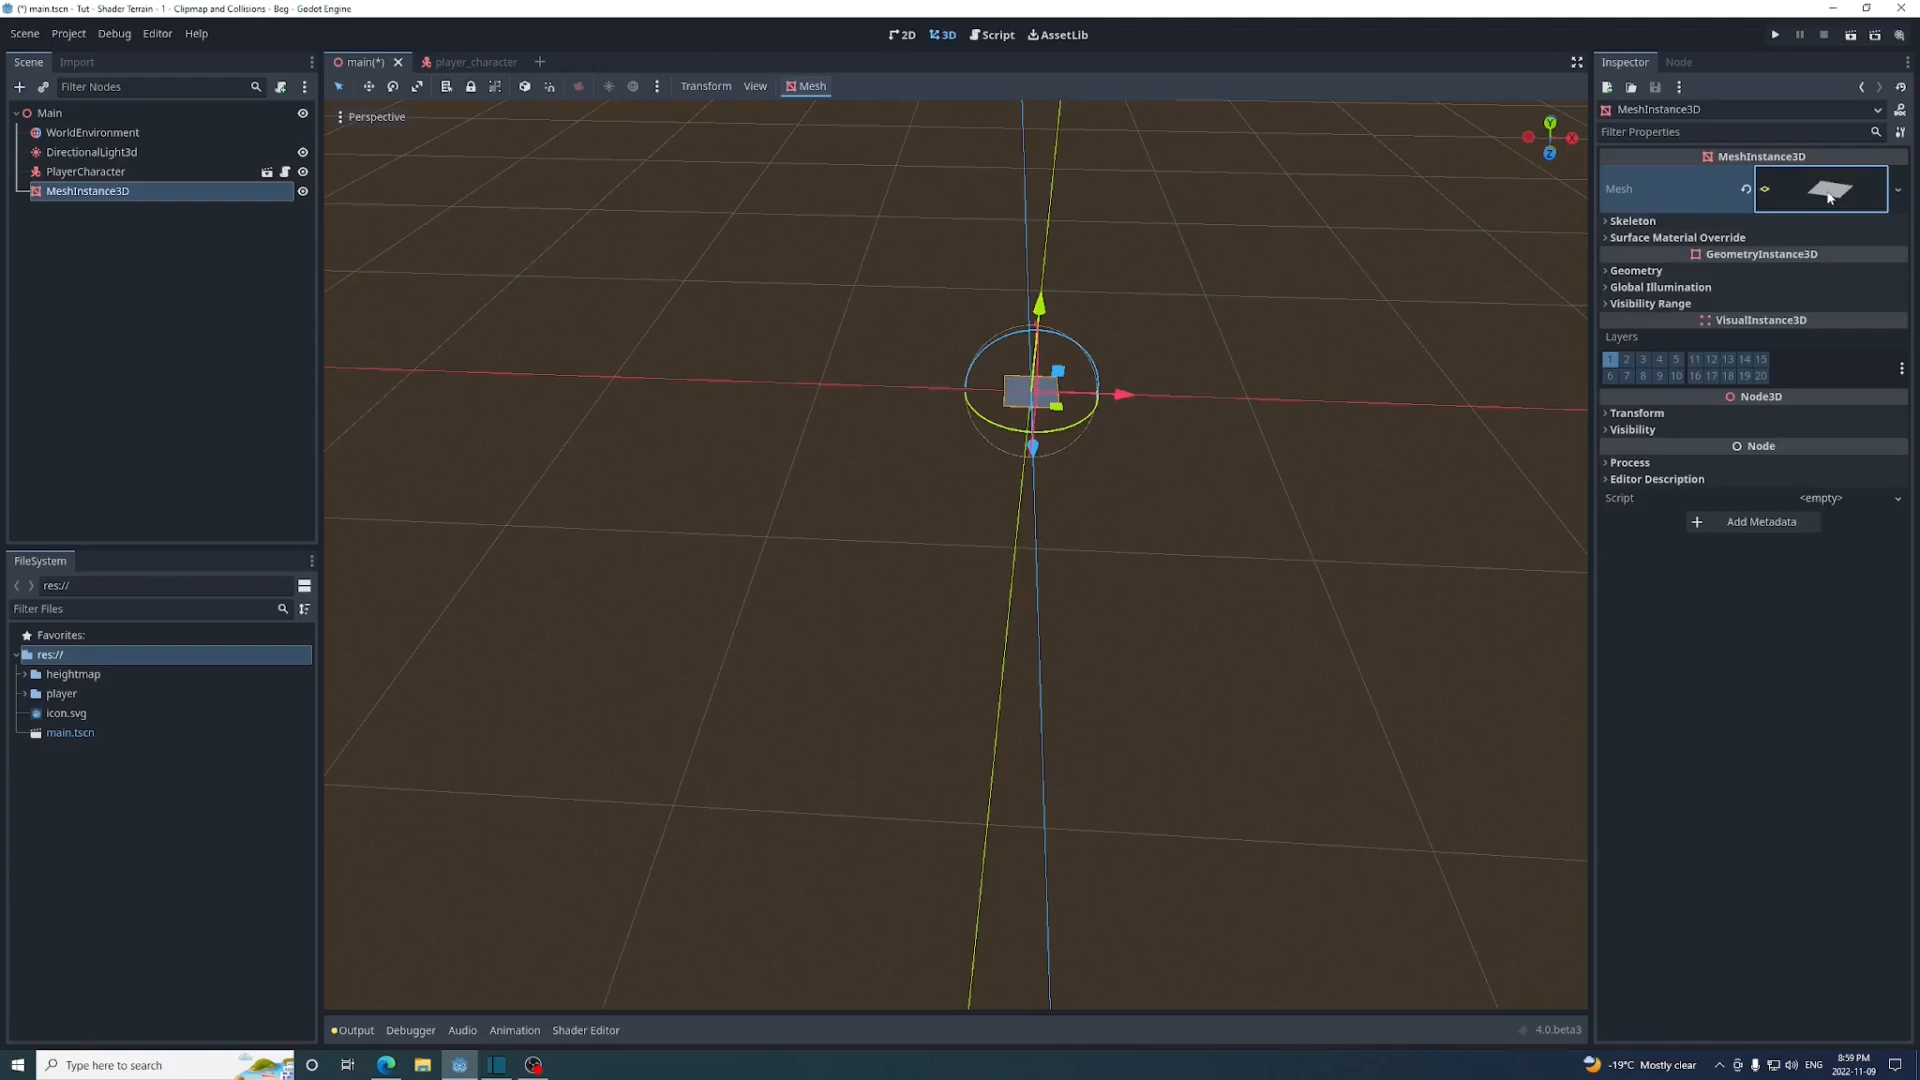 (*) main.tscn - Tut - Shader Terrain - 1 - Clipmap and Collisions - Beg - Godot Engine
Scene Project Debug Editor Help
2D 3D Script AssetLib
Scene Import
Filter Nodes
Main
WorldEnvironment
DirectionalLight3d
PlayerCharacter
MeshInstance3D
main(*) player_character
Transform View Mesh
Perspective
Y
X
Z
FileSystem
res://
Filter Files
Favorites:
res://
heightmap
player
icon.svg
main.tscn
Output Debugger Audio Animation Shader Editor
4.0.beta3
Inspector Node
MeshInstance3D
Filter Properties
MeshInstance3D
Mesh
Skeleton
Surface Material Override
GeometryInstance3D
Geometry
Global Illumination
Visibility Range
VisualInstance3D
Layers
1 2 3 4 5 11 12 13 14 15
6 7 8 9 10 16 17 18 19 20
Node3D
Transform
Visibility
Node
Process
Editor Description
Script <empty>
Add Metadata
Type here to search
-19°C Mostly clear
ENG
8:59 PM
2022-11-09